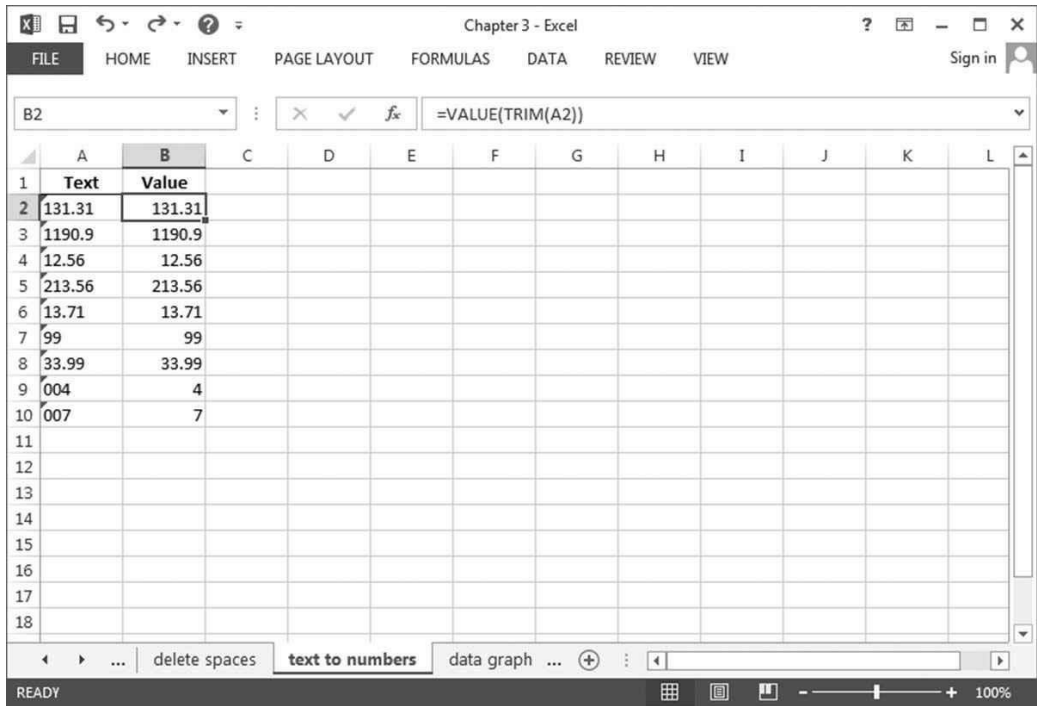 Chapter 3 - Excel
FILE HOME INSERT PAGE LAYOUT FORMULAS DATA REVIEW VIEW Sign in
B2 fx =VALUE(TRIM(A2))
A B C D E F G H I J K L
1 Text Value
2 131.31 131.31
3 1190.9 1190.9
4 12.56 12.56
5 213.56 213.56
6 13.71 13.71
7 99 99
8 33.99 33.99
9 004 4
10 007 7
11
12
13
14
15
16
17
18
... delete spaces text to numbers data graph ...
READY 100%